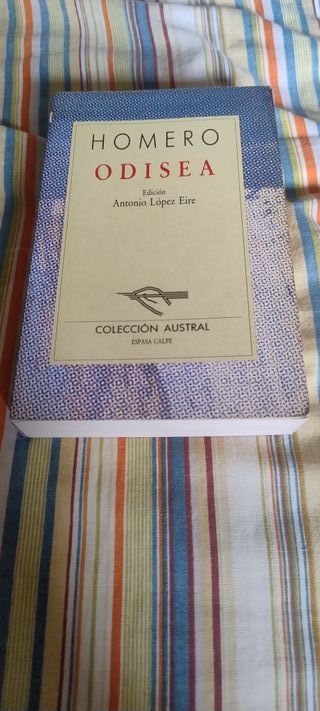 HOMERO
ODISEA
Edición
Antonio López Eire
COLECCIÓN AUSTRAL
ESPASA CALPE